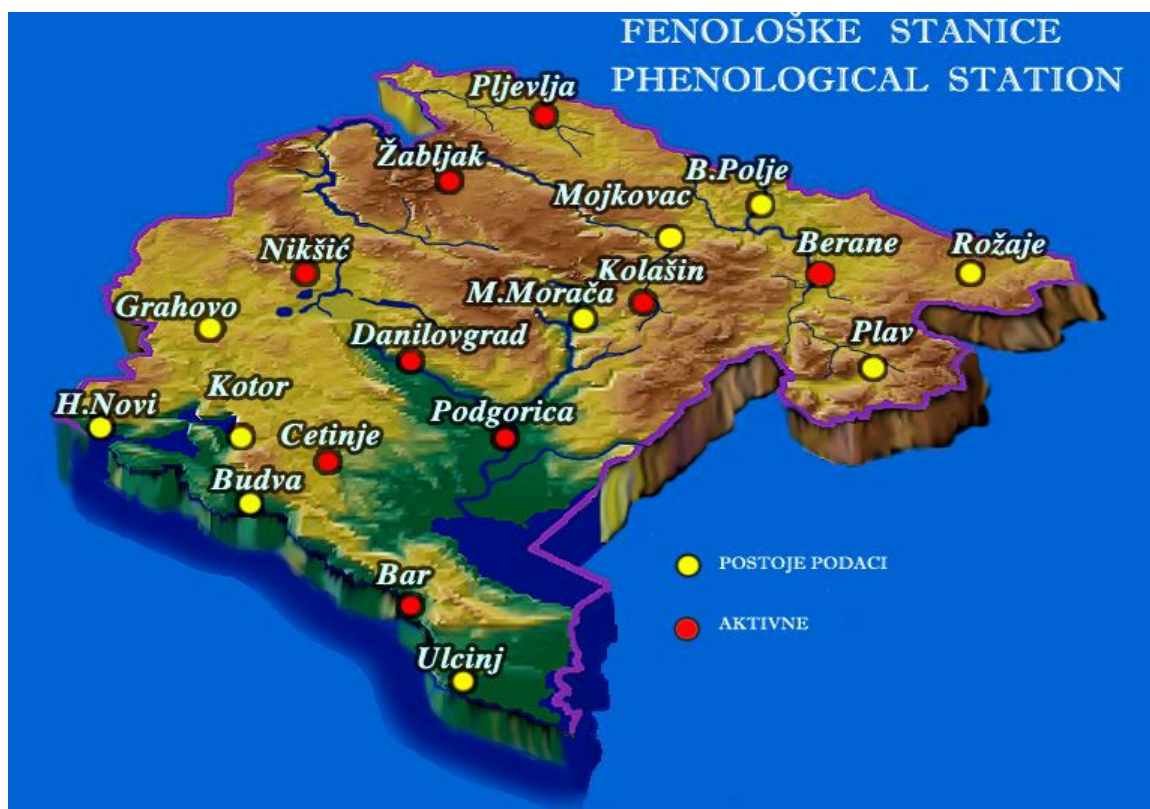 FENOLOŠKE STANICE
PHENOLOGICAL STATION
Pljevlja
Žabljak
B.Polje
Mojkovac
Nikšić
Berane
Rožaje
Kolašin
M.Morača
Grahovo
Danilovgrad
Plav
Kotor
H.Novi
Podgorica
Cetinje
Budva
POSTOJE PODACI
Bar
AKTIVNE
Ulcinj